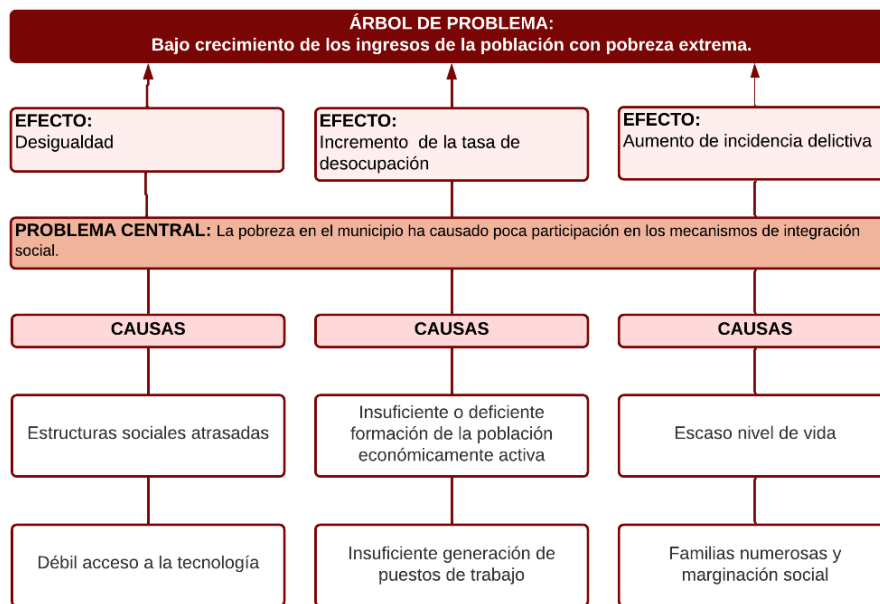 ÁRBOL DE PROBLEMA:
Bajo crecimiento de los ingresos de la población con pobreza extrema.
EFECTO:
Desigualdad
EFECTO:
Incremento de la tasa de
desocupación
EFECTO:
Aumento de incidencia delictiva
PROBLEMA CENTRAL: La pobreza en el municipio ha causado poca participación en los mecanismos de integración
social.
CAUSAS
CAUSAS
CAUSAS
Estructuras sociales atrasadas
Insuficiente o deficiente
formación de la población
económicamente activa
Escaso nivel de vida
Débil acceso a la tecnología
Insuficiente generación de
puestos de trabajo
Familias numerosas y
marginación social